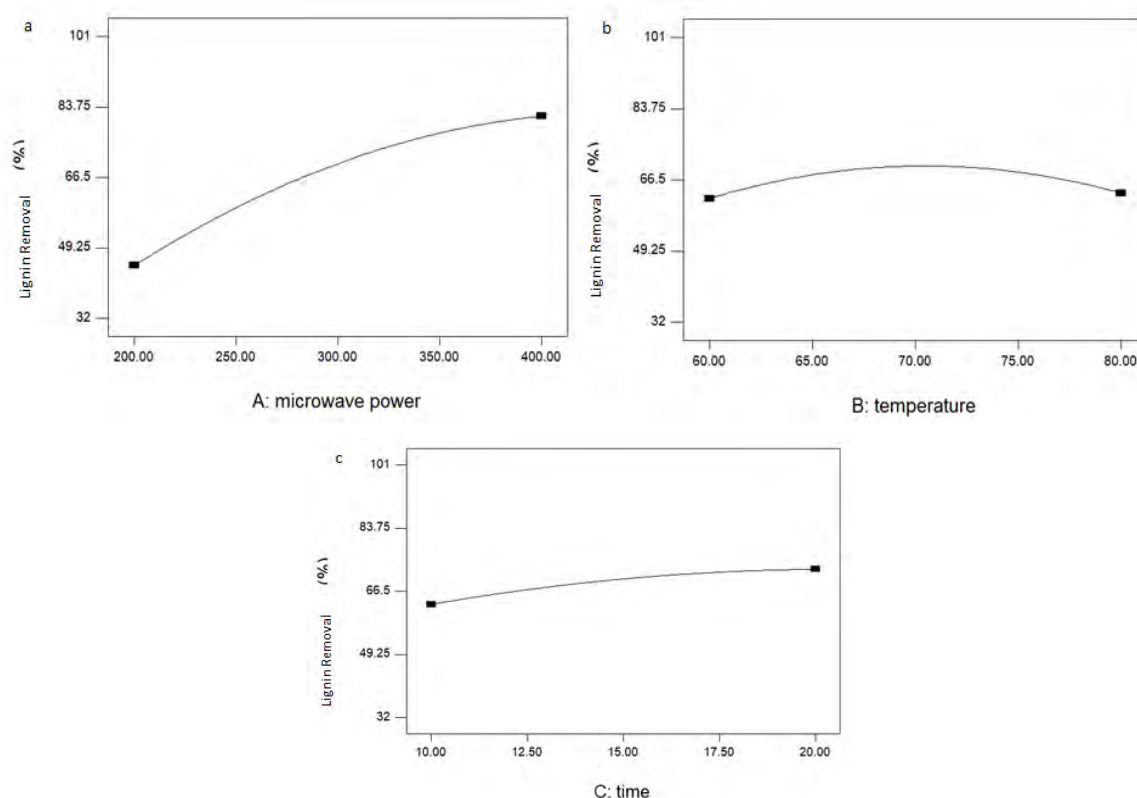 a
101
83.75
66.5
49.25
32
Lignin Removal (%)
200.00 250.00 300.00 350.00 400.00
A: microwave power
b
101
83.75
66.5
49.25
32
Lignin Removal (%)
60.00 65.00 70.00 75.00 80.00
B: temperature
c
101
83.75
66.5
49.25
32
Lignin Removal (%)
10.00 12.50 15.00 17.50 20.00
C: time